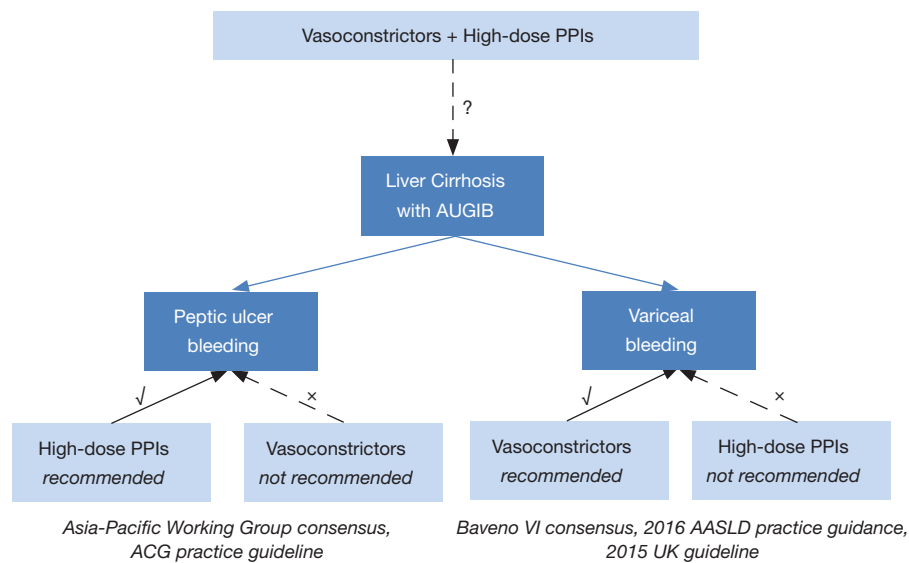 Vasoconstrictors + High-dose PPIs
?
Liver Cirrhosis
with AUGIB
Peptic ulcer
bleeding
Variceal
bleeding
√
×
√
×
High-dose PPIs
recommended
Vasoconstrictors
not recommended
Vasoconstrictors
recommended
High-dose PPIs
not recommended
Asia-Pacific Working Group consensus,
ACG practice guideline
Baveno VI consensus, 2016 AASLD practice guidance,
2015 UK guideline